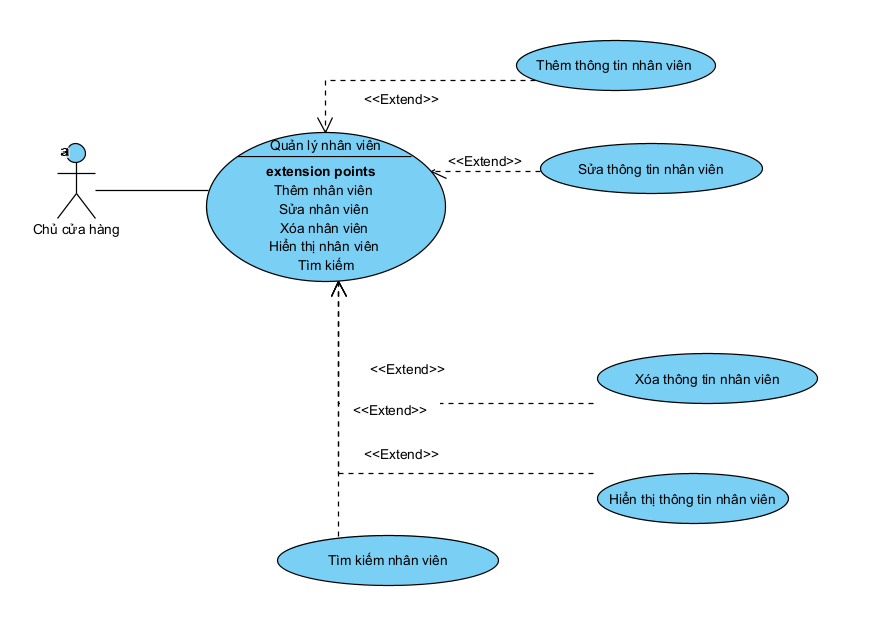 Thêm thông tin nhân viên
<<Extend>>
a
Quản lý nhân viên
extension points
Thêm nhân viên
Sửa nhân viên
Xóa nhân viên
Hiển thị nhân viên
Tìm kiếm
<<Extend>>
Sửa thông tin nhân viên
Chủ cửa hàng
<<Extend>>
Xóa thông tin nhân viên
<<Extend>>
<<Extend>>
Hiển thị thông tin nhân viên
Tìm kiếm nhân viên